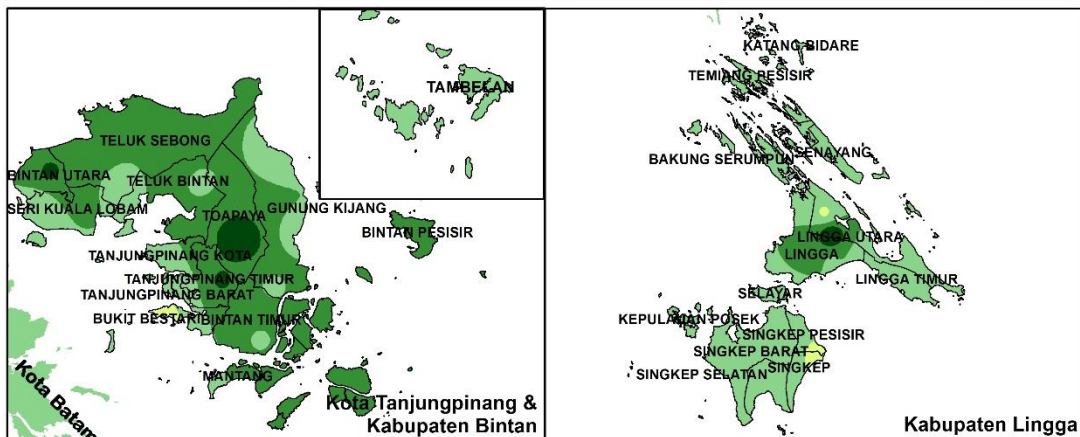 TAMBELAN
TELUK SEBONG
BINTAN UTARA
TELUK BINTAN
SERI KUALA LOBAM
TOAPAYA
GUNUNG KIJANG
BINTAN PESISIR
TANJUNGPINANG KOTA
TANJUNGPINANG TIMUR
TANJUNGPINANG BARAT
BUKIT BESTARI
BINTAN TIMUR
MANTANG
Kota Batam
Kota Tanjungpinang &
Kabupaten Bintan
KATANG BIDARE
TEMIANG PESISIR
BAKUNG SERUMPUN
SENAYANG
LINGGA UTARA
LINGGA
LINGGA TIMUR
SELAYAR
KEPULAUAN POSEK
SINGKEP PESISIR
SINGKEP BARAT
SINGKEP
SINGKEP SELATAN
Kabupaten Lingga